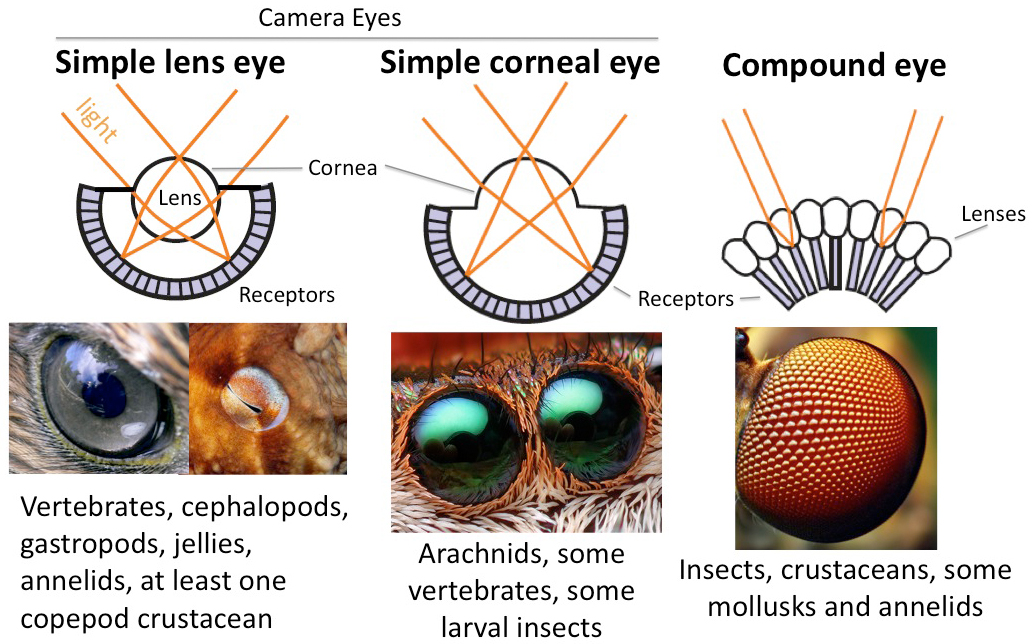 Camera Eyes
Simple lens eye
Simple corneal eye
Compound eye
light
Cornea
Lens
Lenses
Receptors
Receptors
Vertebrates, cephalopods,
gastropods, jellies,
annelids, at least one
copepod crustacean
Arachnids, some
vertebrates, some
larval insects
Insects, crustaceans, some
mollusks and annelids